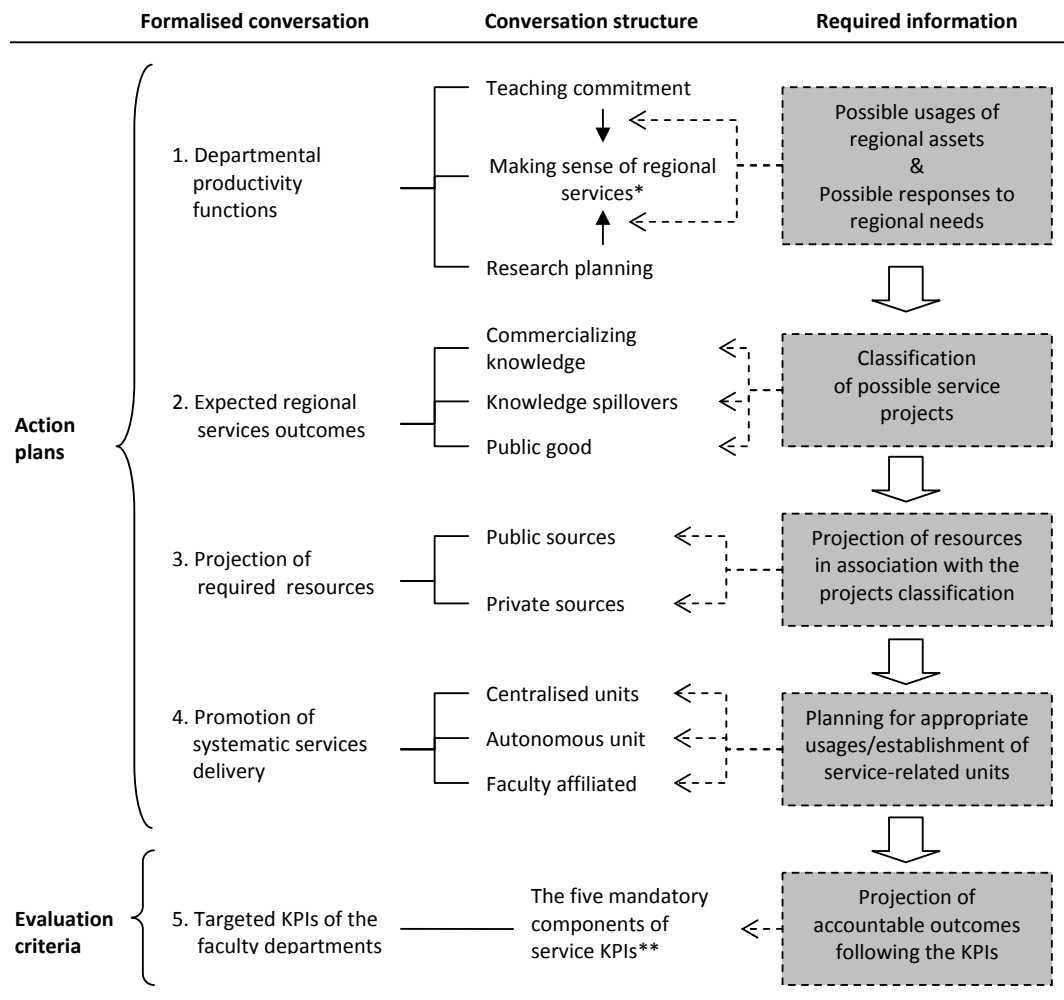 Formalised conversation
Conversation structure
Required information
Action
plans
1. Departmental
productivity
functions
Teaching commitment
Making sense of regional
services*
Research planning
Possible usages of
regional assets
&
Possible responses to
regional needs
2. Expected regional
services outcomes
Commercializing
knowledge
Knowledge spillovers
Public good
Classification
of possible service
projects
3. Projection of
required resources
Public sources
Private sources
Projection of resources
in association with the
projects classification
4. Promotion of
systematic services
delivery
Centralised units
Autonomous unit
Faculty affiliated
Planning for appropriate
usages/establishment of
service-related units
Evaluation
criteria
5. Targeted KPIs of the
faculty departments
The five mandatory
components of
service KPIs**
Projection of
accountable outcomes
following the KPIs